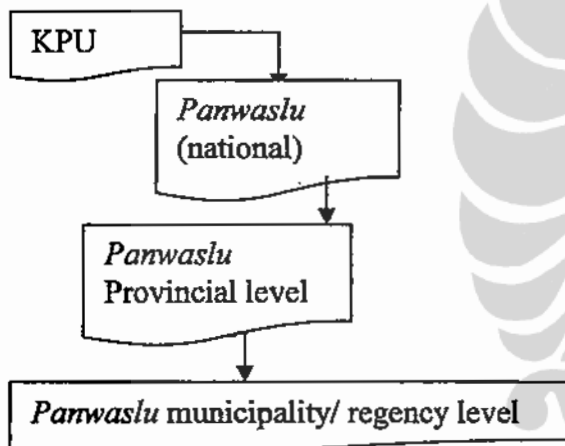 KPU
Panwaslu
(national)
Panwaslu
Provincial level
Panwaslu municipality/ regency level